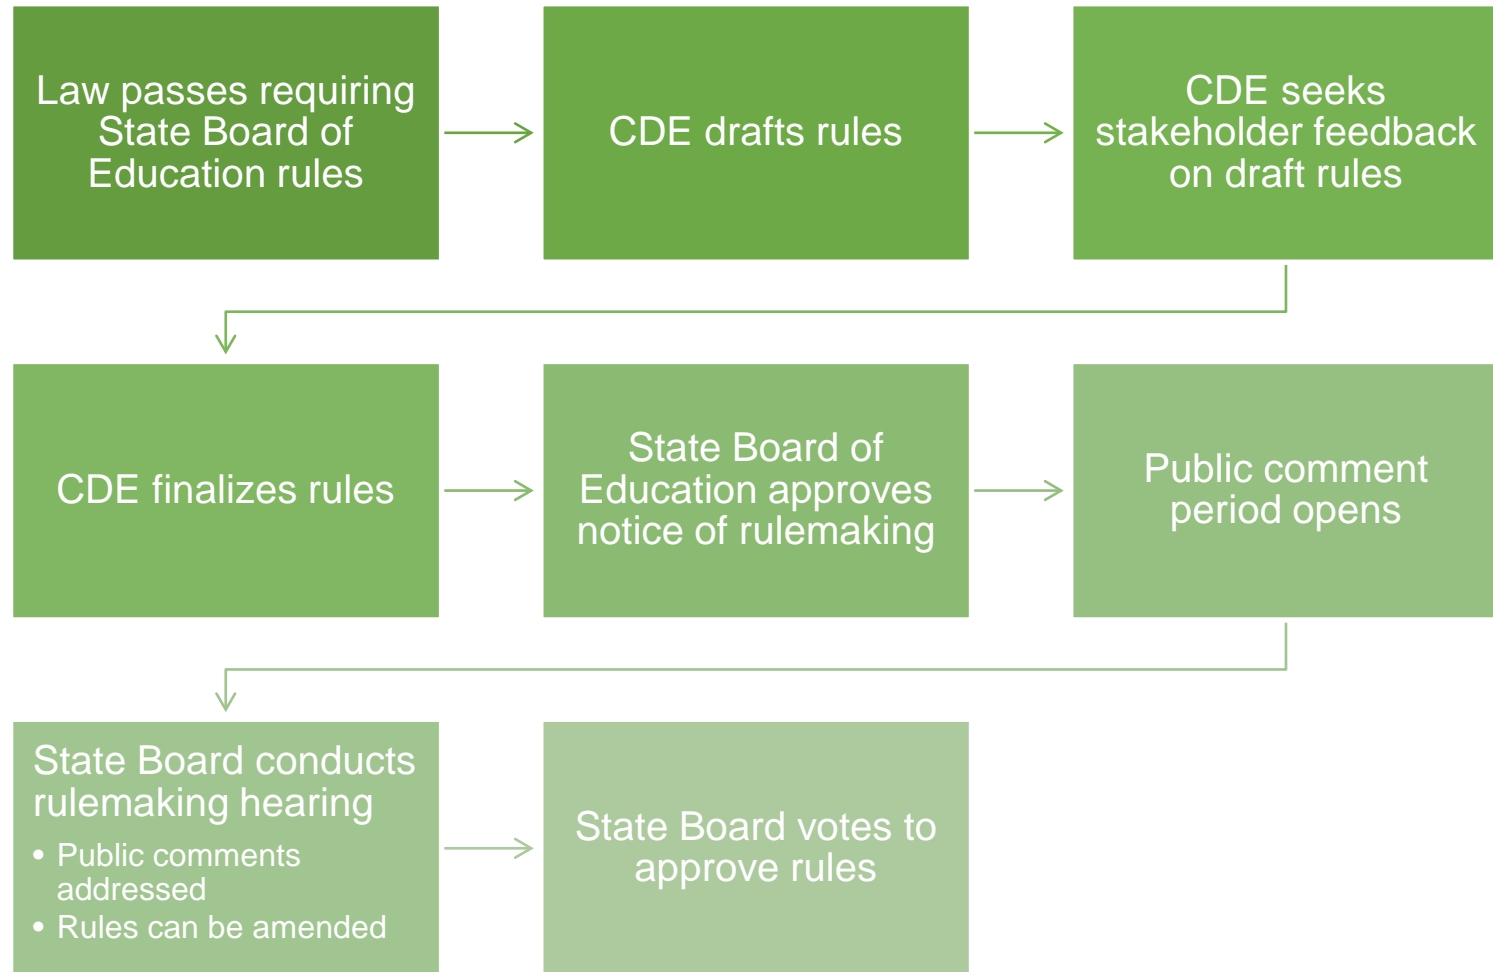 Law passes requiring
State Board of
Education rules
CDE drafts rules
CDE seeks
stakeholder feedback
on draft rules
CDE finalizes rules
State Board of
Education approves
notice of rulemaking
Public comment
period opens
State Board conducts
rulemaking hearing
• Public comments
addressed
• Rules can be amended
State Board votes to
approve rules